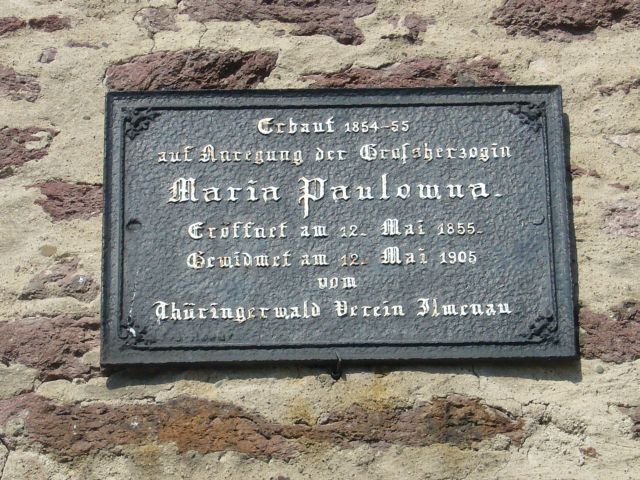 Erbaut 1854-55
auf Anregung der Grossherzogin
Maria Paulowna.
Eröffnet am 12. Mai 1855.
Gewidmet am 12. Mai 1905
vom
Thüringerwald Verein Ilmenau